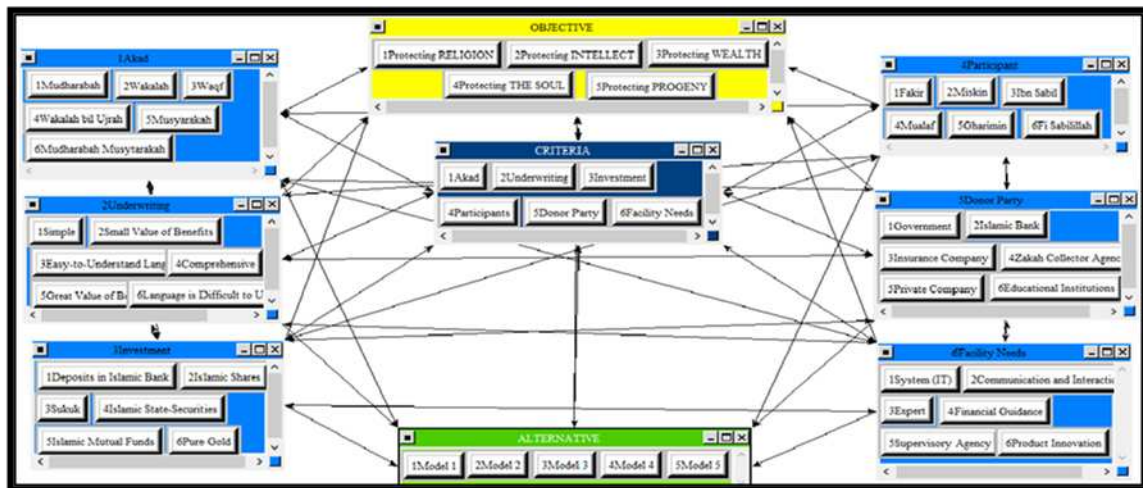 OBJECTIVE
1Protecting RELIGION 2Protecting INTELLECT 3Protecting WEALTH
4Protecting THE SOUL 5Protecting PROGENY
1Akad
1Mudharabah 2Wakalah 3Waqf
4Wakalah bil Ujrah 5Musyarakah
6Mudharabah Musytarakah
4Participant
1Fakir 2Miskin 3Ibn Sabil
4Mualaf 5Gharimin 6Fi Sabilillah
CRITERIA
1Akad 2Underwriting 3Investment
4Participants 5Donor Party 6Facility Needs
2Underwriting
1Simple 2Small Value of Benefits
3Easy-to-Understand Lang 4Comprehensive
5Great Value of Be 6Language is Difficult to U
5Donor Party
1Government 2Islamic Bank
3Insurance Company 4Zakah Collector Agenc
5Private Company 6Educational Institutions
3Investment
1Deposits in Islamic Bank 2Islamic Shares
3Sukuk 4Islamic State-Securities
5Islamic Mutual Funds 6Pure Gold
6Facility Needs
1System (IT) 2Communication and Interactio
3Expert 4Financial Guidance
5Supervisory Agency 6Product Innovation
ALTERNATIVE
1Model 1 2Model 2 3Model 3 4Model 4 5Model 5